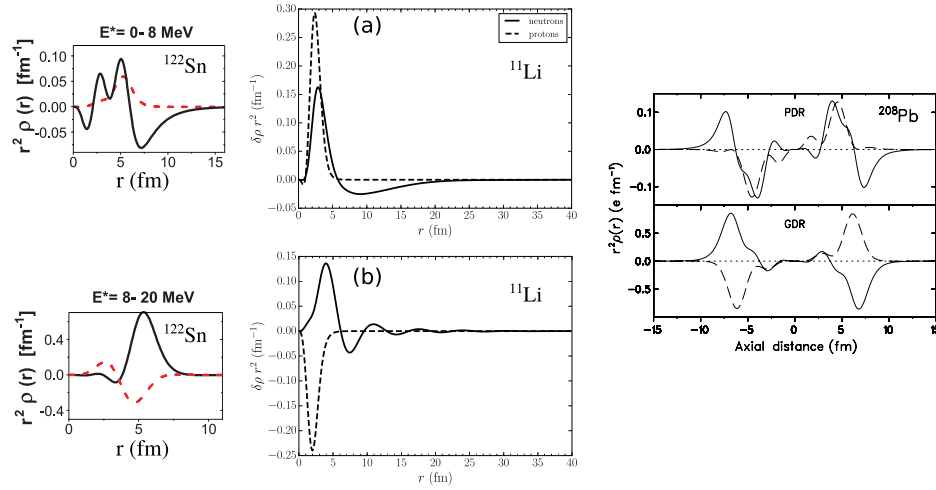 E*= 0- 8 MeV
r² ρ (r) [fm⁻¹]
0.10
0.05
0.00
-0.05
¹²²Sn
0
5
10
15
r (fm)
E*= 8- 20 MeV
r² ρ (r) [fm⁻¹]
0.4
0.0
-0.4
¹²²Sn
0
5
10
r (fm)
(a)
neutrons
protons
¹¹Li
δρ r² (fm⁻¹)
0.30
0.25
0.20
0.15
0.10
0.05
0.00
−0.05
0
5
10
15
20
25
30
35
40
r (fm)
(b)
¹¹Li
δρ r² (fm⁻¹)
0.15
0.10
0.05
0.00
−0.05
−0.10
−0.15
−0.20
−0.25
0
5
10
15
20
25
30
35
40
r (fm)
PDR
²⁰⁸Pb
0.1
0.0
-0.1
GDR
r²ρ(r) (e fm⁻¹)
0.5
0.0
-0.5
-15
-10
-5
0
5
10
15
Axial distance (fm)